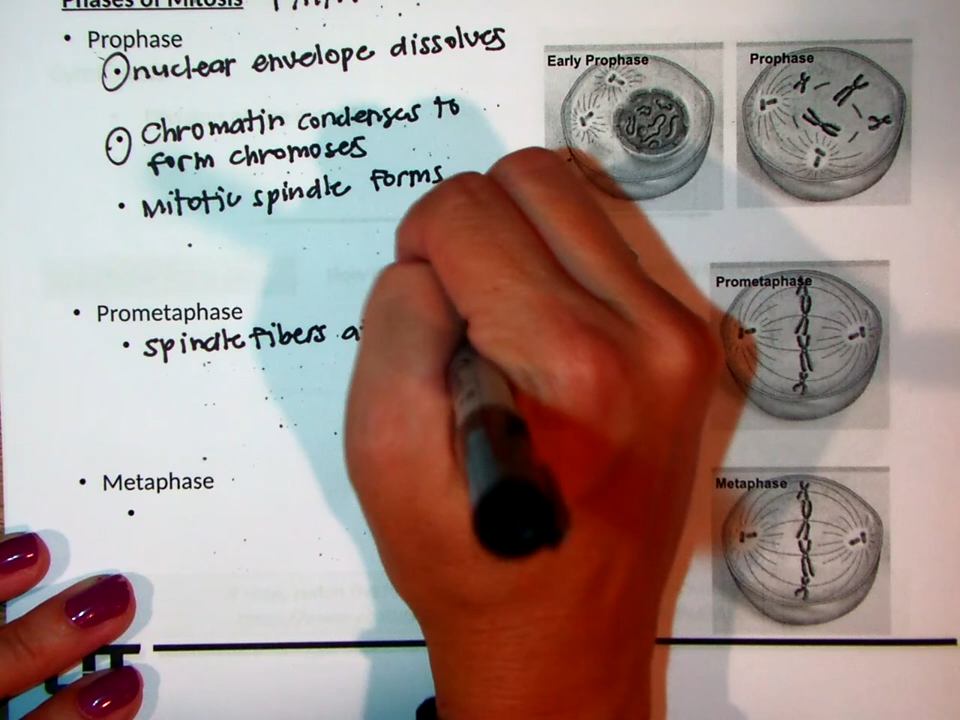 Phases of Mitosis
• Prophase
nuclear envelope dissolves
Early Prophase
Prophase
Chromatin condenses to
form chromoses
• Mitotic spindle forms
• Prometaphase
Prometaphase
• spindle fibers a
• Metaphase
Metaphase